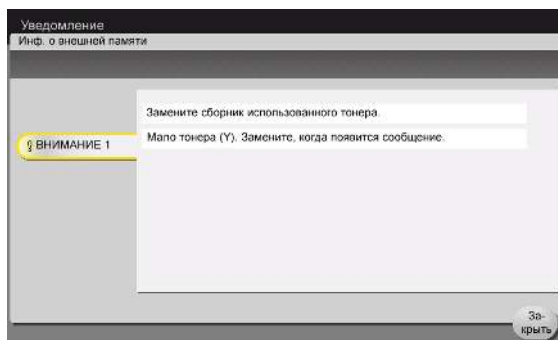 Уведомление
Инф. о внешней памяти
Замените сборник использованного тонера.
ВНИМАНИЕ 1
Мало тонера (Y). Замените, когда появится сообщение.
За-
крыть